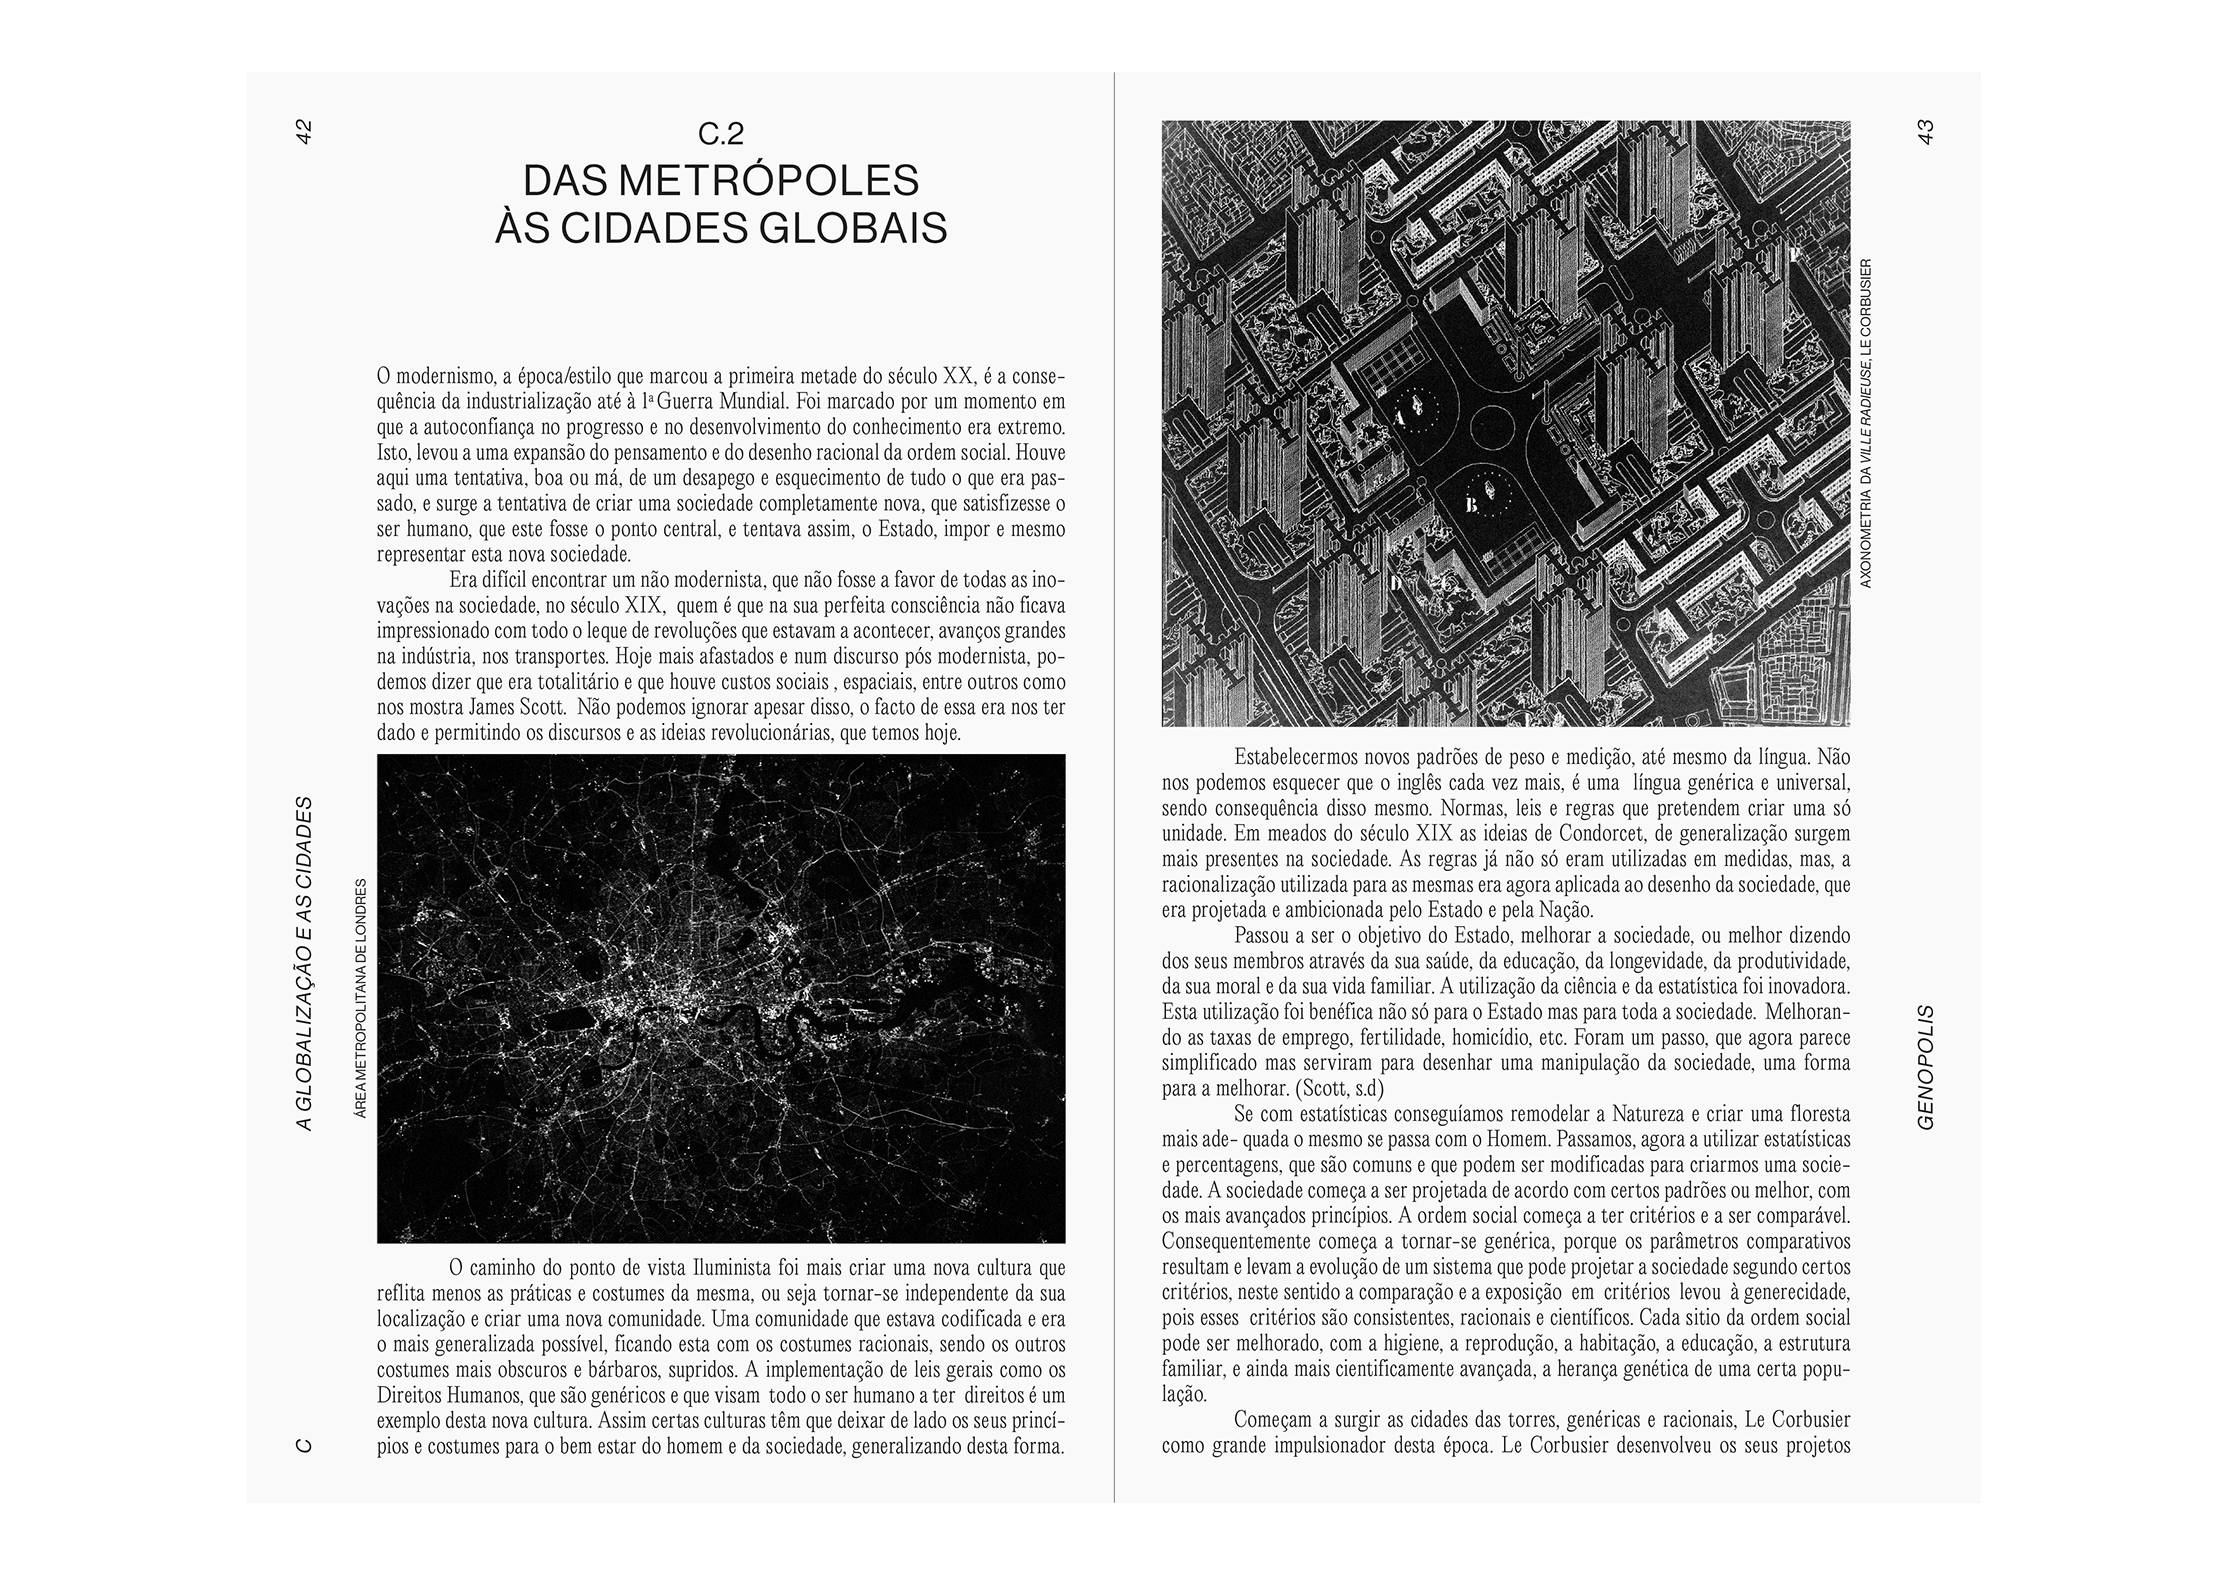 42
C.2
DAS METRÓPOLES
ÀS CIDADES GLOBAIS
O modernismo, a época/estilo que marcou a primeira metade do século XX, é a conse-
quência da industrialização até à 1ª Guerra Mundial. Foi marcado por um momento em
que a autoconfiança no progresso e no desenvolvimento do conhecimento era extremo.
Isto, levou a uma expansão do pensamento e do desenho racional da ordem social. Houve
aqui uma tentativa, boa ou má, de um desapego e esquecimento de tudo o que era pas-
sado, e surge a tentativa de criar uma sociedade completamente nova, que satisfizesse o
ser humano, que este fosse o ponto central, e tentava assim, o Estado, impor e mesmo
representar esta nova sociedade.
Era difícil encontrar um não modernista, que não fosse a favor de todas as ino-
vações na sociedade, no século XIX, quem é que na sua perfeita consciência não ficava
impressionado com todo o leque de revoluções que estavam a acontecer, avanços grandes
na indústria, nos transportes. Hoje mais afastados e num discurso pós modernista, po-
demos dizer que era totalitário e que houve custos sociais , espaciais, entre outros como
nos mostra James Scott. Não podemos ignorar apesar disso, o facto de essa era nos ter
dado e permitindo os discursos e as ideias revolucionárias, que temos hoje.
A GLOBALIZAÇÃO E AS CIDADES
ÁREA METROPOLITANA DE LONDRES
O caminho do ponto de vista Iluminista foi mais criar uma nova cultura que
reflita menos as práticas e costumes da mesma, ou seja tornar-se independente da sua
localização e criar uma nova comunidade. Uma comunidade que estava codificada e era
o mais generalizada possível, ficando esta com os costumes racionais, sendo os outros
costumes mais obscuros e bárbaros, supridos. A implementação de leis gerais como os
Direitos Humanos, que são genéricos e que visam todo o ser humano a ter direitos é um
exemplo desta nova cultura. Assim certas culturas têm que deixar de lado os seus princí-
pios e costumes para o bem estar do homem e da sociedade, generalizando desta forma.
C
43
A
B
D
AXONOMETRIA DA VILLE RADIEUSE, LE CORBUSIER
Estabelecermos novos padrões de peso e medição, até mesmo da língua. Não
nos podemos esquecer que o inglês cada vez mais, é uma língua genérica e universal,
sendo consequência disso mesmo. Normas, leis e regras que pretendem criar uma só
unidade. Em meados do século XIX as ideias de Condorcet, de generalização surgem
mais presentes na sociedade. As regras já não só eram utilizadas em medidas, mas, a
racionalização utilizada para as mesmas era agora aplicada ao desenho da sociedade, que
era projetada e ambicionada pelo Estado e pela Nação.
Passou a ser o objetivo do Estado, melhorar a sociedade, ou melhor dizendo
dos seus membros através da sua saúde, da educação, da longevidade, da produtividade,
da sua moral e da sua vida familiar. A utilização da ciência e da estatística foi inovadora.
Esta utilização foi benéfica não só para o Estado mas para toda a sociedade. Melhoran-
do as taxas de emprego, fertilidade, homicídio, etc. Foram um passo, que agora parece
simplificado mas serviram para desenhar uma manipulação da sociedade, uma forma
para a melhorar. (Scott, s.d)
Se com estatísticas conseguíamos remodelar a Natureza e criar uma floresta
mais ade- quada o mesmo se passa com o Homem. Passamos, agora a utilizar estatísticas
e percentagens, que são comuns e que podem ser modificadas para criarmos uma socie-
dade. A sociedade começa a ser projetada de acordo com certos padrões ou melhor, com
os mais avançados princípios. A ordem social começa a ter critérios e a ser comparável.
Consequentemente começa a tornar-se genérica, porque os parâmetros comparativos
resultam e levam a evolução de um sistema que pode projetar a sociedade segundo certos
critérios, neste sentido a comparação e a exposição em critérios levou à generecidade,
pois esses critérios são consistentes, racionais e científicos. Cada sitio da ordem social
pode ser melhorado, com a higiene, a reprodução, a habitação, a educação, a estrutura
familiar, e ainda mais cientificamente avançada, a herança genética de uma certa popu-
lação.
Começam a surgir as cidades das torres, genéricas e racionais, Le Corbusier
como grande impulsionador desta época. Le Corbusier desenvolveu os seus projetos
GENOPOLIS